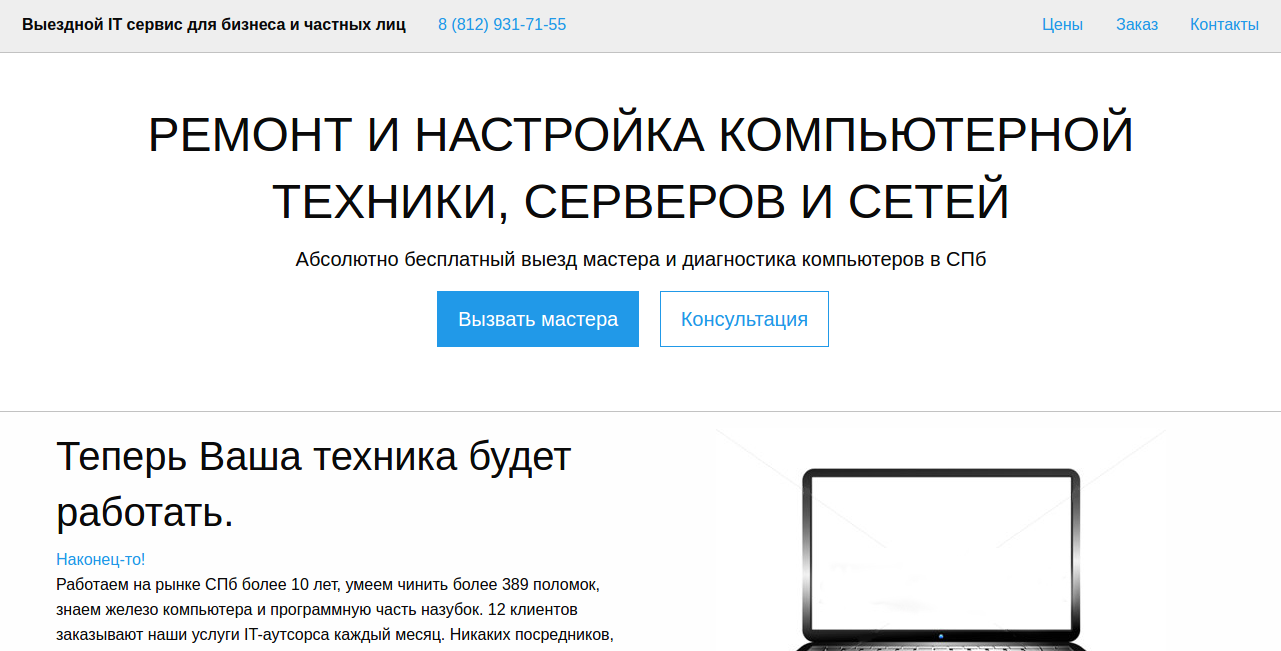 Выездной IT сервис для бизнеса и частных лиц 8 (812) 931-71-55 Цены Заказ Контакты
РЕМОНТ И НАСТРОЙКА КОМПЬЮТЕРНОЙ
ТЕХНИКИ, СЕРВЕРОВ И СЕТЕЙ
Абсолютно бесплатный выезд мастера и диагностика компьютеров в СПб
Вызвать мастера Консультация
Теперь Ваша техника будет
работать.
Наконец-то!
Работаем на рынке СПб более 10 лет, умеем чинить более 389 поломок,
знаем железо компьютера и программную часть назубок. 12 клиентов
заказывают наши услуги IT-аутсорса каждый месяц. Никаких посредников,